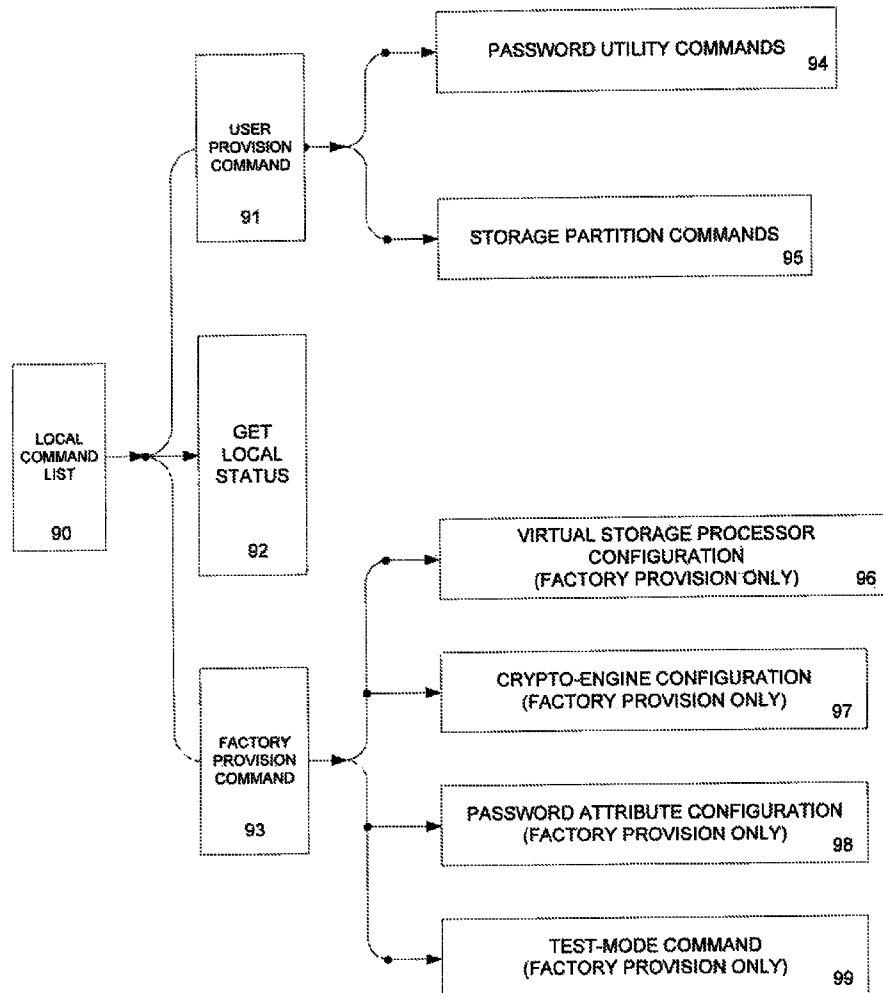 PASSWORD UTILITY COMMANDS
94
USER
PROVISION
COMMAND
91
STORAGE PARTITION COMMANDS
95
LOCAL
COMMAND
LIST
90
GET
LOCAL
STATUS
92
VIRTUAL STORAGE PROCESSOR
CONFIGURATION
(FACTORY PROVISION ONLY)
96
CRYPTO-ENGINE CONFIGURATION
(FACTORY PROVISION ONLY)
97
FACTORY
PROVISION
COMMAND
93
PASSWORD ATTRIBUTE CONFIGURATION
(FACTORY PROVISION ONLY)
98
TEST-MODE COMMAND
(FACTORY PROVISION ONLY)
99